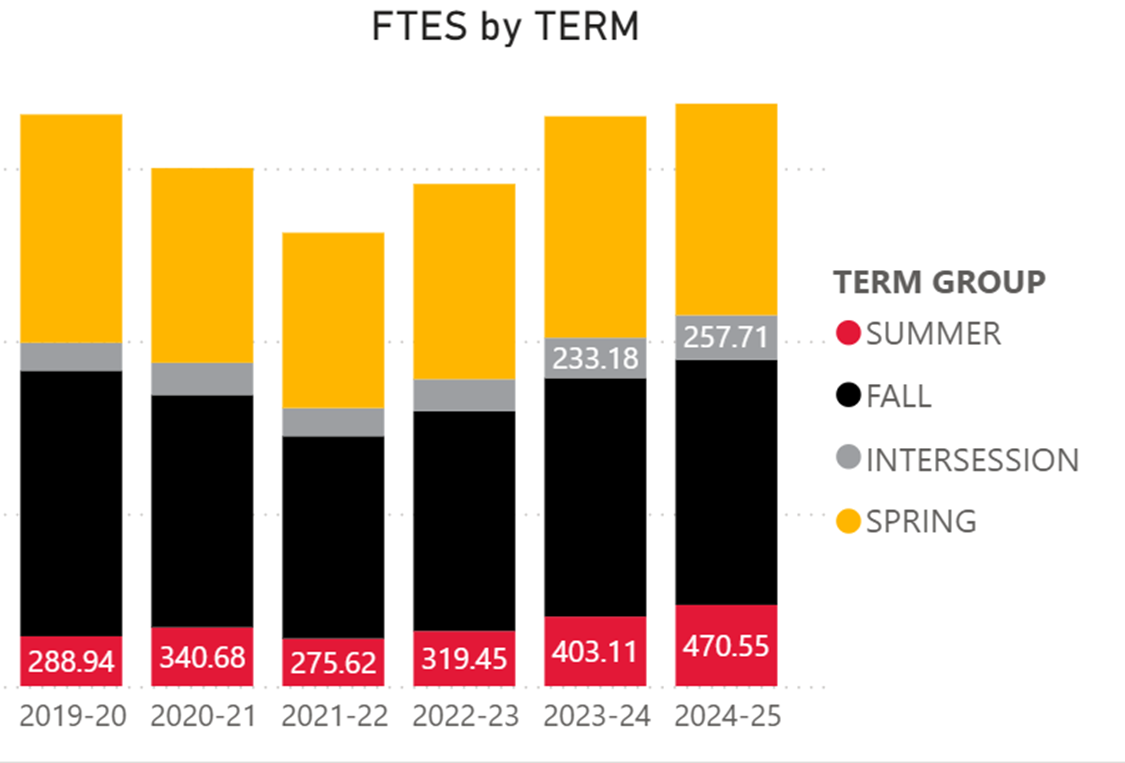 FTES by TERM
233.18
257.71
288.94
340.68
275.62
319.45
403.11
470.55
2019-20
2020-21
2021-22
2022-23
2023-24
2024-25
TERM GROUP
SUMMER
FALL
INTERSESSION
SPRING